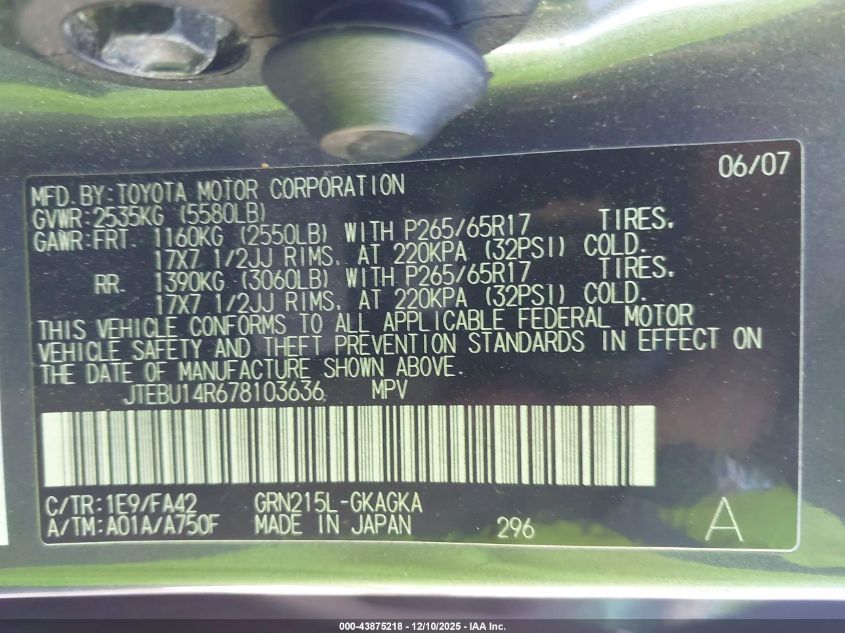 06/07
MFD.BY:TOYOTA MOTOR CORPORATION
GVWR:2535KG (5580LB)
GAWR:FRT. 1160KG (2550LB) WITH P265/65R17 TIRES,
17X7 1/2JJ RIMS, AT 220KPA (32PSI) COLD.
RR. 1390KG (3060LB) WITH P265/65R17 TIRES,
17X7 1/2JJ RIMS, AT 220KPA (32PSI) COLD.
THIS VEHICLE CONFORMS TO ALL APPLICABLE FEDERAL MOTOR
VEHICLE SAFETY AND THEFT PREVENTION STANDARDS IN EFFECT ON
THE DATE OF MANUFACTURE SHOWN ABOVE.
JTEBU14R678103636 MPV
C/TR:1E9/FA42 GRN215L-GKAGKA
A/TM:A01A/A750F MADE IN JAPAN 296 A
000-43875218 - 12/10/2025 - IAA Inc.